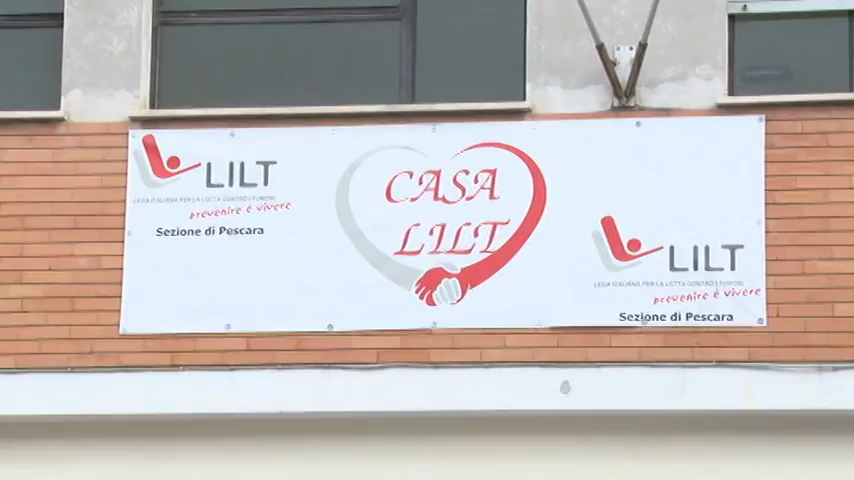 LILT
LEGA ITALIANA PER LA LOTTA CONTRO I TUMORI
prevenire è vivere
Sezione di Pescara
CASA
LILT
LILT
LEGA ITALIANA PER LA LOTTA CONTRO I TUMORI
prevenire è vivere
Sezione di Pescara